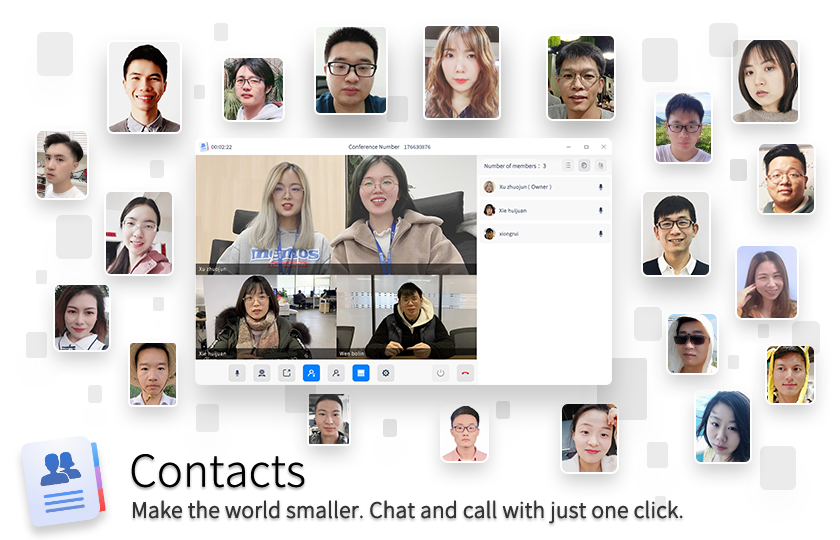 00:02:22
Conference Number 176630876
Number of members: 3
Xu zhuojun ( Owner )
Xie huijuan
xiongrui
Xu zhuojun
Xie huijuan
Wen bolin
Contacts
Make the world smaller. Chat and call with just one click.